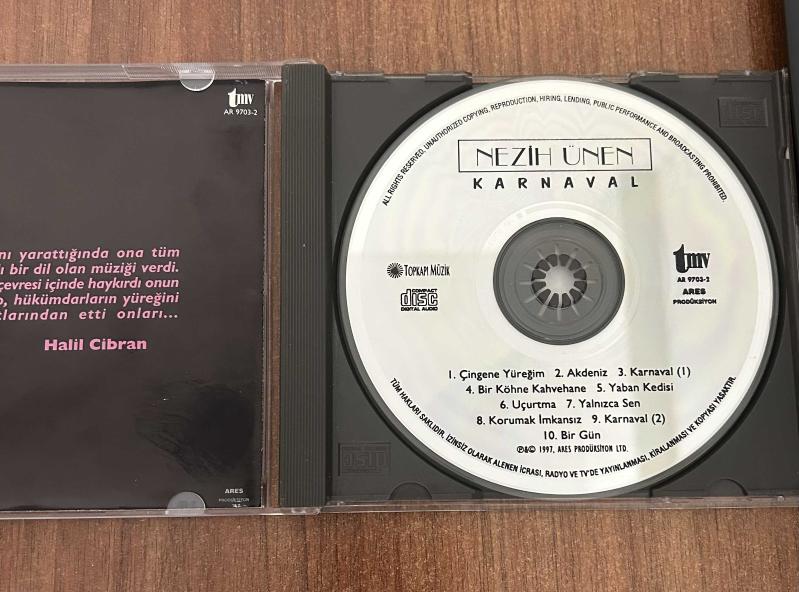 tmv
AR 9703-2
yarattığında ona tüm
bir dil olan müziği verdi.
çevresi içinde haykırdı onun
hükümdarların yüreğini
etti onları...
Halil Cibran
ARES
PRODÜKSİYON
ALL RIGHTS RESERVED. UNAUTHORIZED COPYING, REPRODUCTION, HIRING, LENDING, PUBLIC PERFORMANCE AND BROADCASTING PROHIBITED.
NEZİH ÜNEN
KARNAVAL
TOPKAPI MÜZİK
COMPACT
disc
DIGITAL AUDIO
tmv
AR 9703-2
ARES
PRODÜKSİYON
1. Çingene Yüreğim 2. Akdeniz 3. Karnaval (1)
4. Bir Köhne Kahvehane 5. Yaban Kedisi
6. Uçurtma 7. Yalnızca Sen
8. Korumak İmkansız 9. Karnaval (2)
10. Bir Gün
℗&© 1997, ARES PRODÜKSİYON LTD.
TÜM HAKLARI SAKLIDIR. İZİNSİZ OLARAK ALENEN İCRASI, RADYO VE TV'DE YAYINLANMASI, KİRALANMASI VE KOPYASI YASAKTIR.